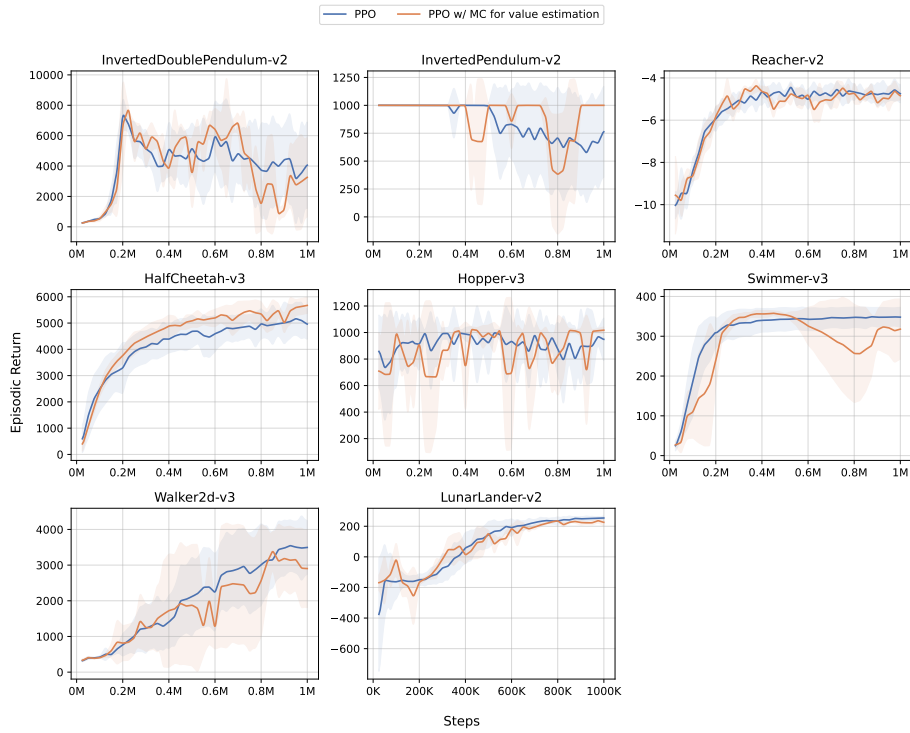 PPO
PPO w/ MC for value estimation
InvertedDoublePendulum-v2
10000
8000
6000
4000
2000
0
0M 0.2M 0.4M 0.6M 0.8M 1M
InvertedPendulum-v2
1250
1000
750
500
250
0
0M 0.2M 0.4M 0.6M 0.8M 1M
Reacher-v2
−4
−6
−8
−10
0M 0.2M 0.4M 0.6M 0.8M 1M
Episodic Return
HalfCheetah-v3
6000
5000
4000
3000
2000
1000
0
0M 0.2M 0.4M 0.6M 0.8M 1M
Hopper-v3
1200
1000
800
600
400
200
0M 0.2M 0.4M 0.6M 0.8M 1M
Swimmer-v3
400
300
200
100
0
0M 0.2M 0.4M 0.6M 0.8M 1M
Walker2d-v3
4000
3000
2000
1000
0
0M 0.2M 0.4M 0.6M 0.8M 1M
LunarLander-v2
200
0
−200
−400
−600
0K 200K 400K 600K 800K 1000K
Steps